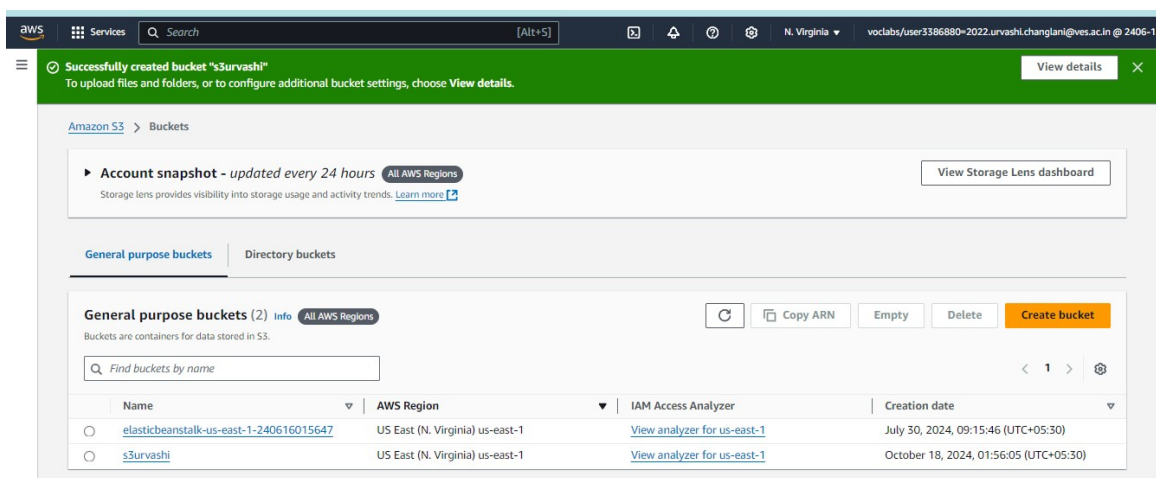 aws Services Search [Alt+S] N. Virginia ▼ voclabs/user3386880=2022.urvashi.changlani@ves.ac.in @ 2406-1
Successfully created bucket "s3urvashi" View details
To upload files and folders, or to configure additional bucket settings, choose View details.
Amazon S3 > Buckets
Account snapshot - updated every 24 hours All AWS Regions View Storage Lens dashboard
Storage lens provides visibility into storage usage and activity trends. Learn more
General purpose buckets Directory buckets
General purpose buckets (2) Info All AWS Regions Copy ARN Empty Delete Create bucket
Buckets are containers for data stored in S3.
Find buckets by name < 1 >
Name AWS Region IAM Access Analyzer Creation date
elasticbeanstalk-us-east-1-240616015647 US East (N. Virginia) us-east-1 View analyzer for us-east-1 July 30, 2024, 09:15:46 (UTC+05:30)
s3urvashi US East (N. Virginia) us-east-1 View analyzer for us-east-1 October 18, 2024, 01:56:05 (UTC+05:30)